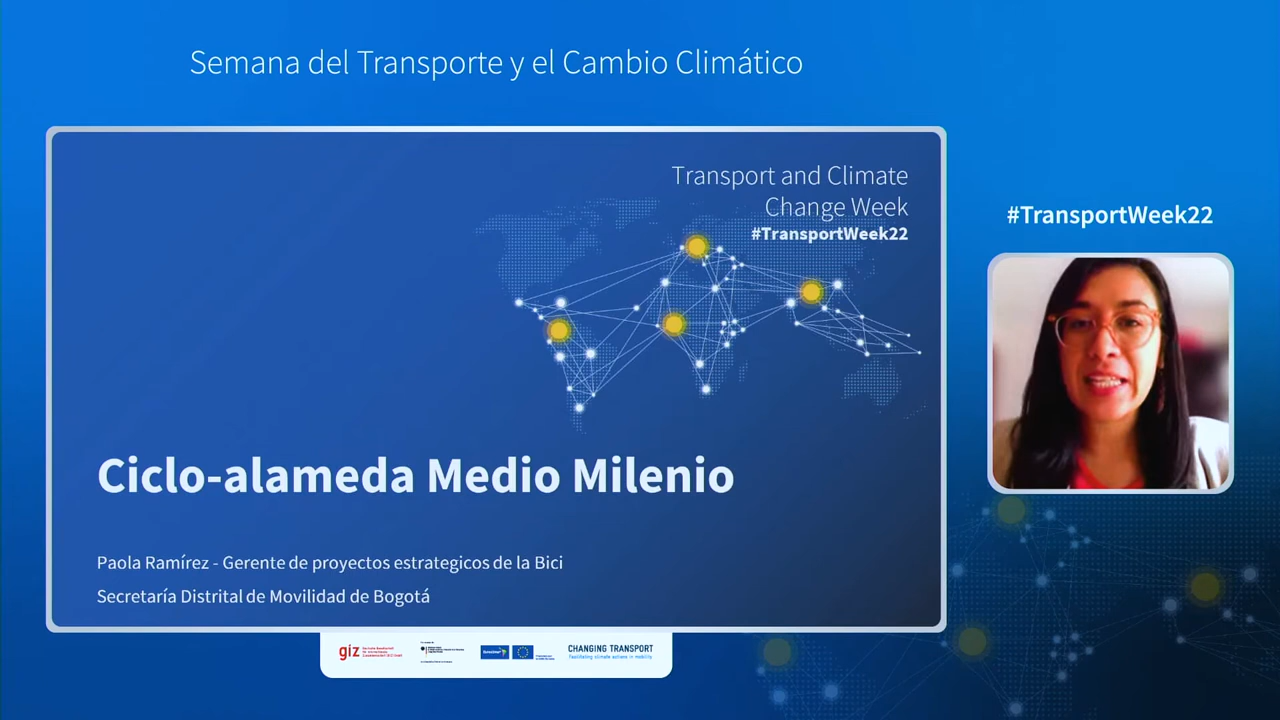 Semana del Transporte y el Cambio Climático
Transport and Climate
Change Week
#TransportWeek22
#TransportWeek22
Ciclo-alameda Medio Milenio
Paola Ramírez - Gerente de proyectos estrategicos de la Bici
Secretaría Distrital de Movilidad de Bogotá
giz
CHANGING TRANSPORT
Facilitating climate actions in mobility